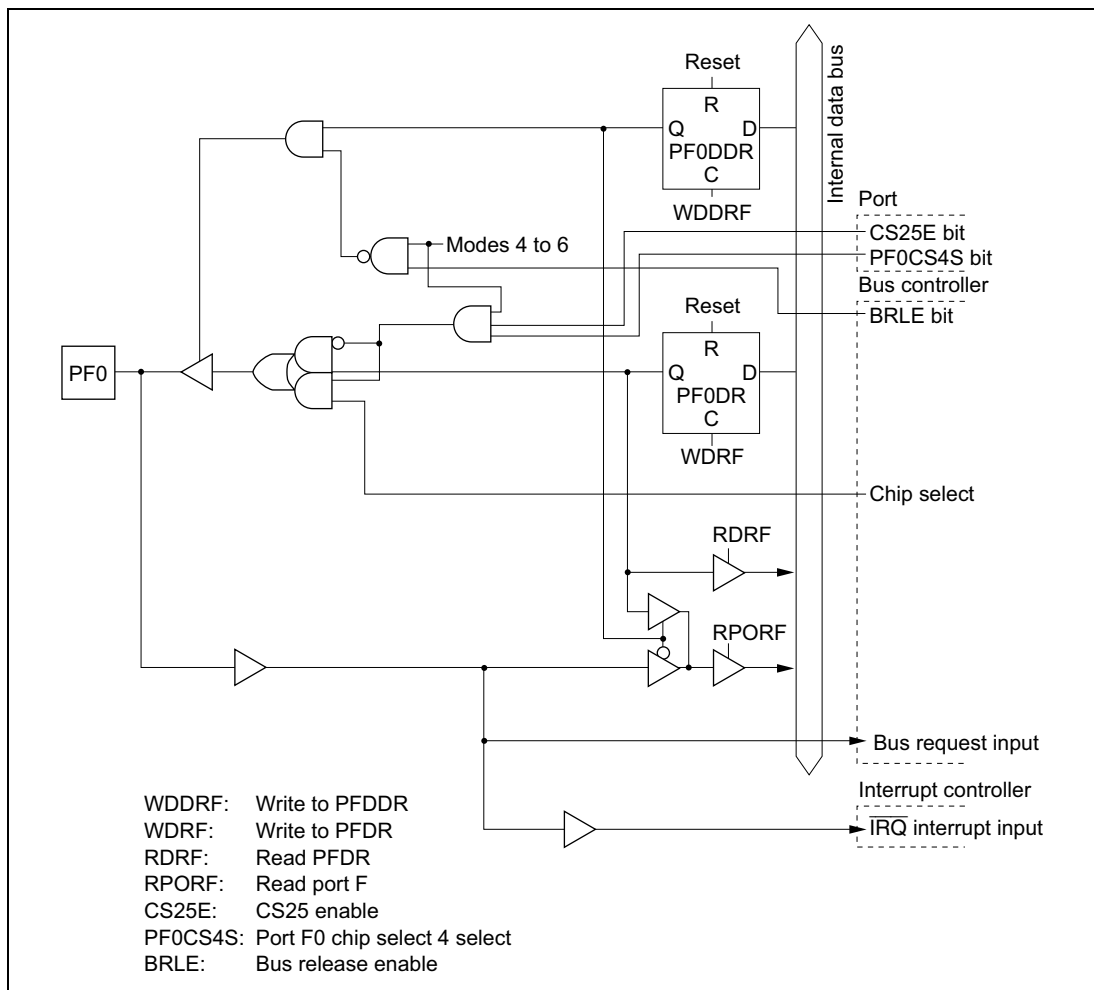 Reset
R
Q D
PF0DDR
C
WDDRF
Internal data bus
Port
CS25E bit
PF0CS4S bit
Modes 4 to 6
Bus controller
BRLE bit
Reset
R
Q D
PF0DR
C
WDRF
PF0
Chip select
RDRF
RPORF
Bus request input
Interrupt controller
I̅R̅Q̅ interrupt input
WDDRF: Write to PFDDR
WDRF: Write to PFDR
RDRF: Read PFDR
RPORF: Read port F
CS25E: CS25 enable
PF0CS4S: Port F0 chip select 4 select
BRLE: Bus release enable